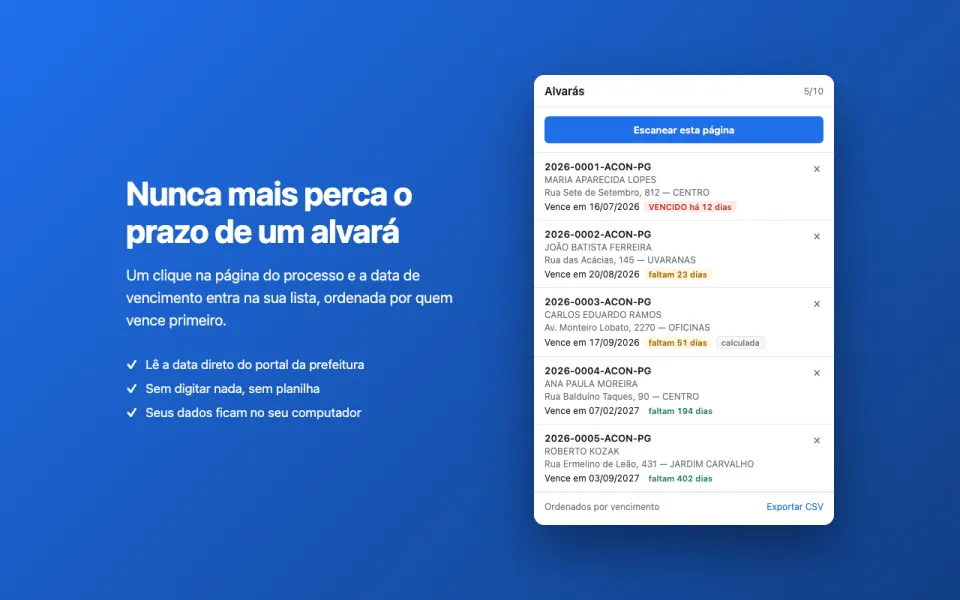 Nunca mais perca o
prazo de um alvará
Um clique na página do processo e a data de
vencimento entra na sua lista, ordenada por quem
vence primeiro.
✓ Lê a data direto do portal da prefeitura
✓ Sem digitar nada, sem planilha
✓ Seus dados ficam no seu computador
Alvarás 5/10
Escanear esta página
2026-0001-ACON-PG ×
MARIA APARECIDA LOPES
Rua Sete de Setembro, 812 — CENTRO
Vence em 16/07/2026 VENCIDO há 12 dias
2026-0002-ACON-PG ×
JOÃO BATISTA FERREIRA
Rua das Acácias, 145 — UVARANAS
Vence em 20/08/2026 faltam 23 dias
2026-0003-ACON-PG ×
CARLOS EDUARDO RAMOS
Av. Monteiro Lobato, 2270 — OFICINAS
Vence em 17/09/2026 faltam 51 dias calculada
2026-0004-ACON-PG ×
ANA PAULA MOREIRA
Rua Balduíno Taques, 90 — CENTRO
Vence em 07/02/2027 faltam 194 dias
2026-0005-ACON-PG ×
ROBERTO KOZAK
Rua Ermelino de Leão, 431 — JARDIM CARVALHO
Vence em 03/09/2027 faltam 402 dias
Ordenados por vencimento Exportar CSV